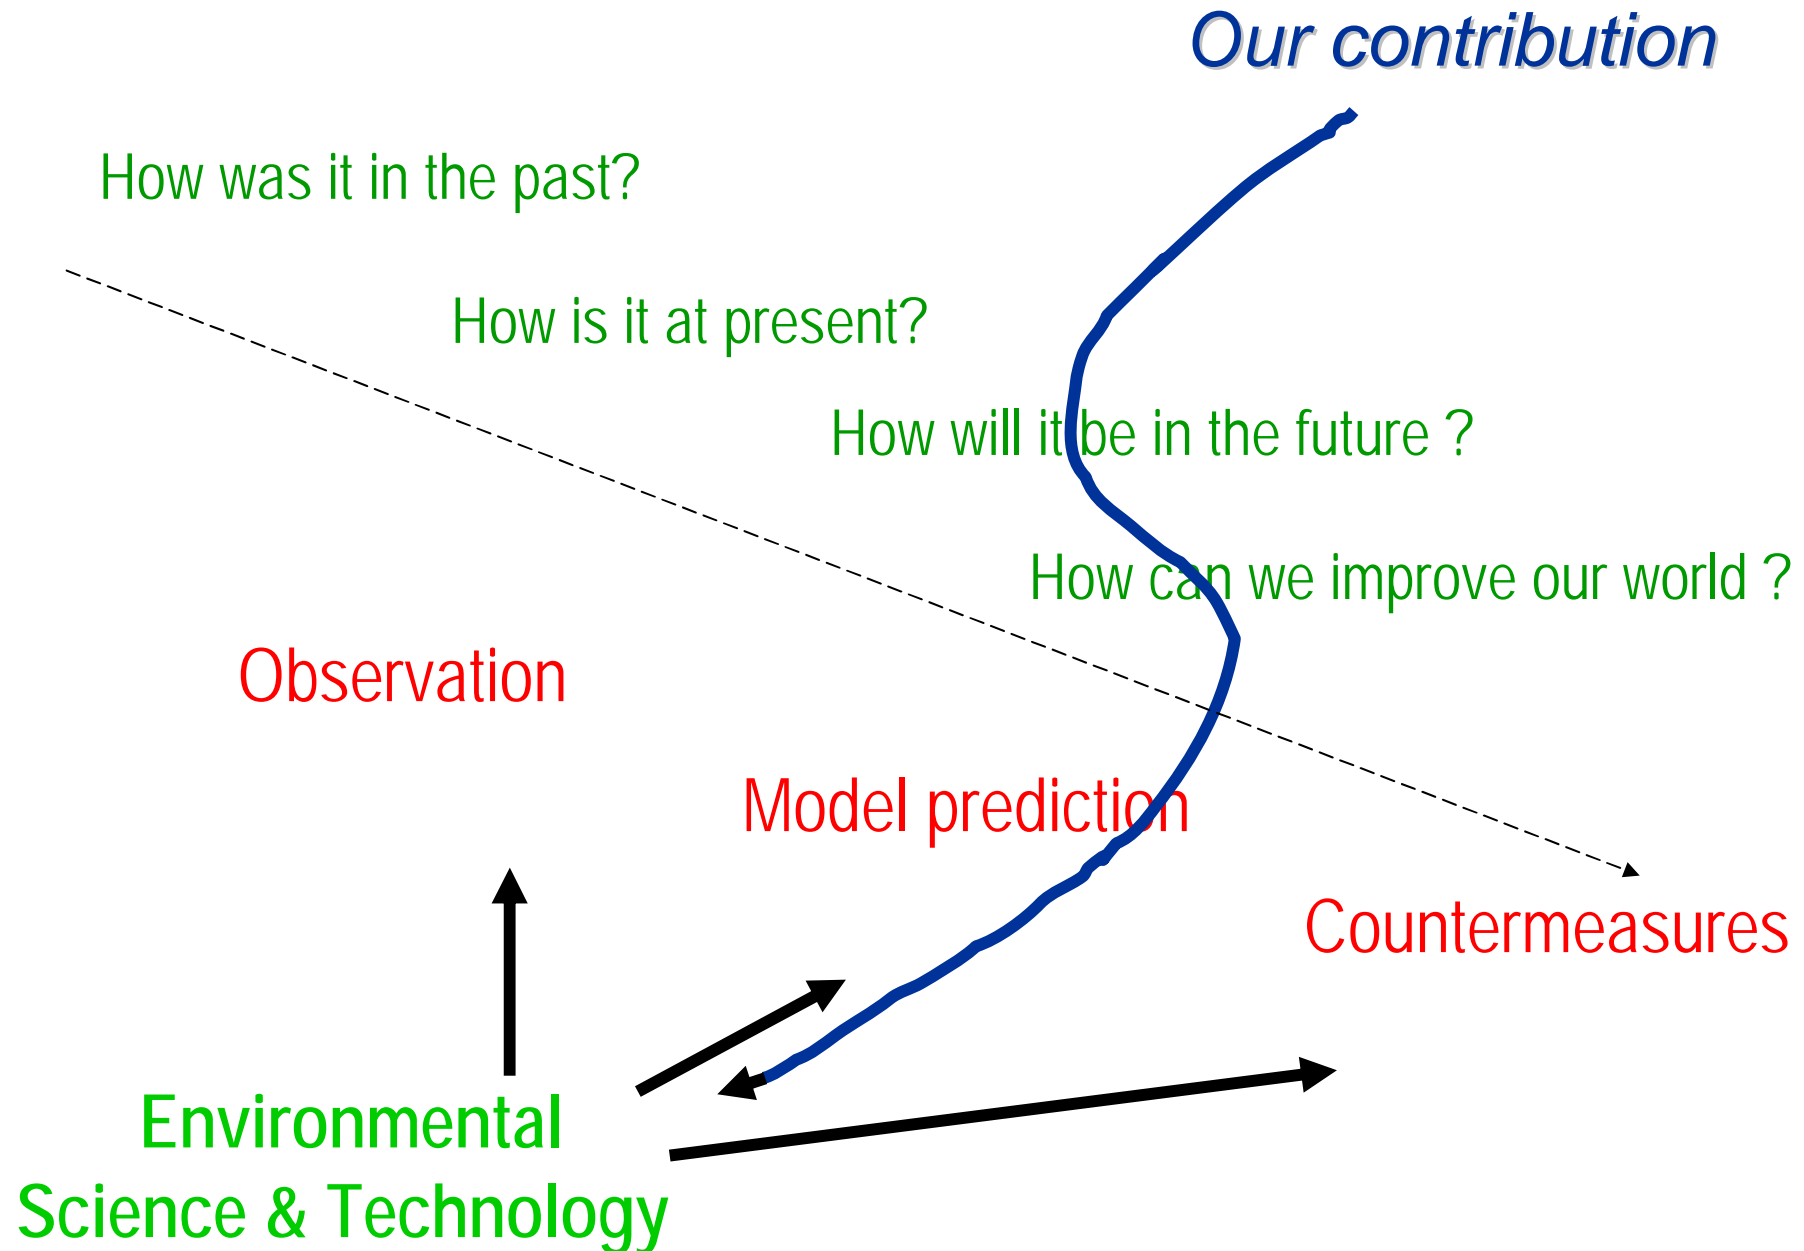 Our contribution
How was it in the past?
How is it at present?
How will it be in the future ?
How can we improve our world ?
Observation
Model prediction
Countermeasures
Environmental
Science & Technology